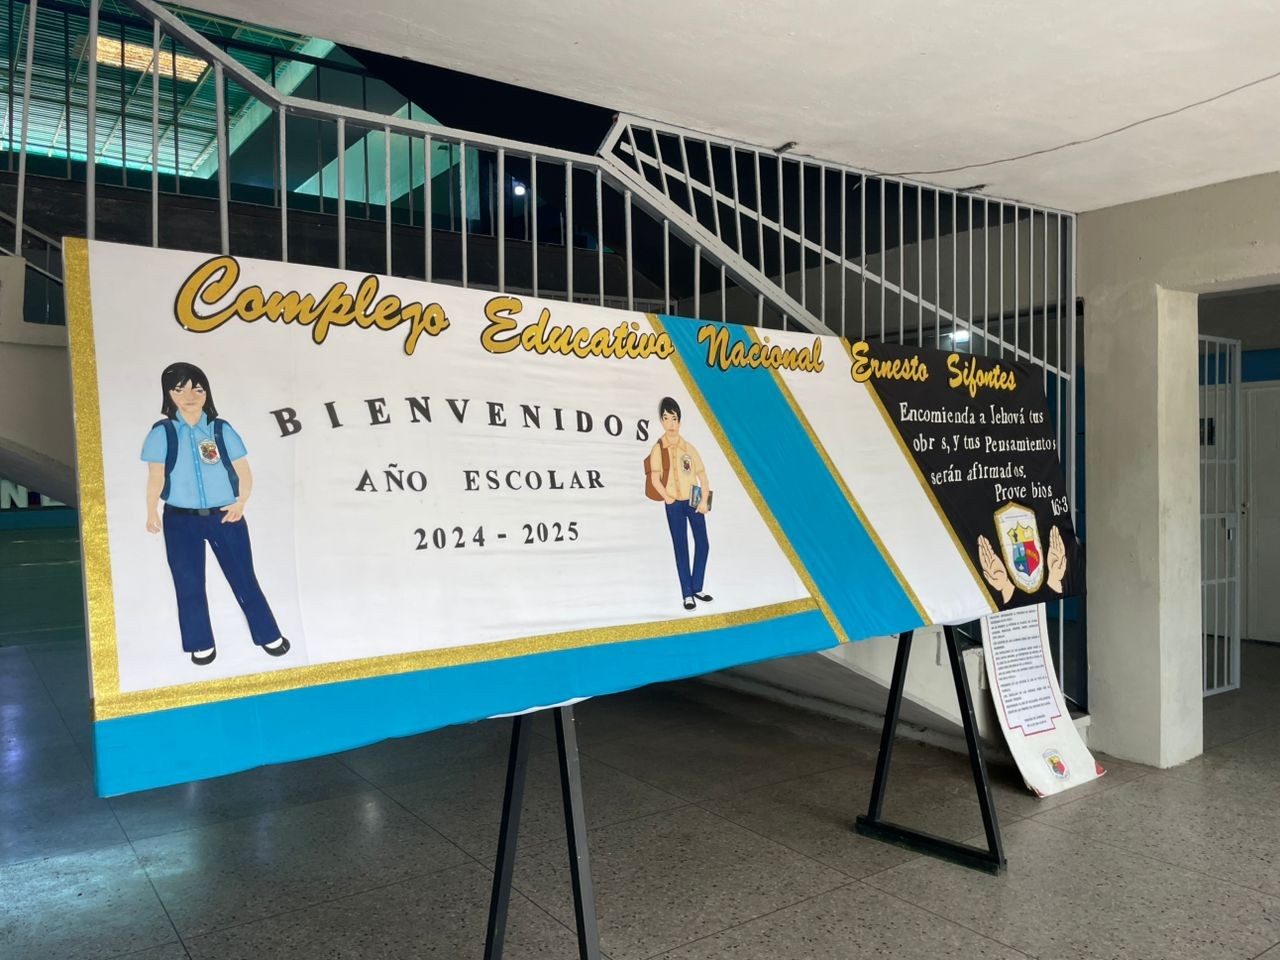 Complejo Educativo Nacional Ernesto Sifontes
BIENVENIDOS
AÑO ESCOLAR
2024 - 2025
Encomienda a Jehová tus
obr s, y tus Pensamientos
serán afirmados,
Prove bios
16:3